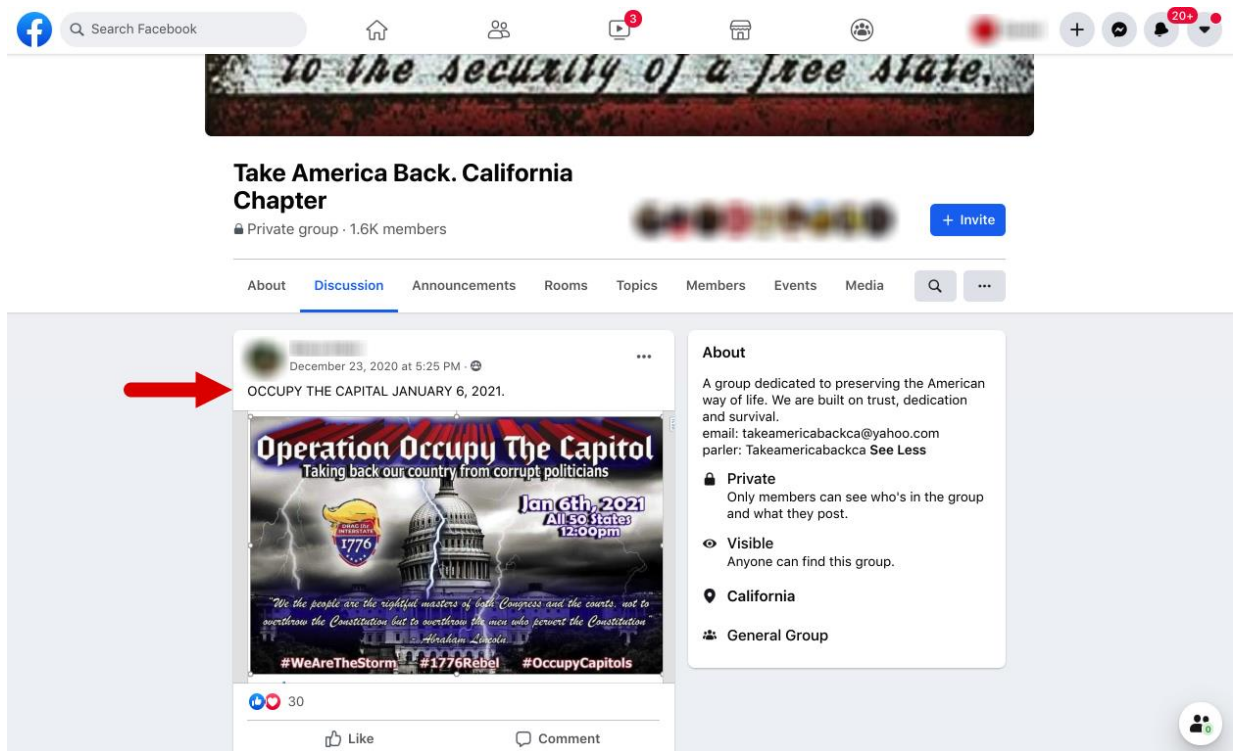 Search Facebook
3
20+
to the security of a free state,
Take America Back. California
Chapter
Private group · 1.6K members
+ Invite
About Discussion Announcements Rooms Topics Members Events Media
December 23, 2020 at 5:25 PM ·
OCCUPY THE CAPITAL JANUARY 6, 2021.
Operation Occupy The Capitol
Taking back our country from corrupt politicians
Jan 6th, 2021
All 50 States
12:00pm
DRAG the
INTERSTATE
1776
"We the people are the rightful masters of both Congress and the courts, not to
overthrow the Constitution but to overthrow the men who pervert the Constitution"
- Abraham Lincoln
#WeAreTheStorm #1776Rebel #OccupyCapitols
30
Like Comment
About
A group dedicated to preserving the American
way of life. We are built on trust, dedication
and survival.
email: takeamericabackca@yahoo.com
parler: Takeamericabackca See Less
Private
Only members can see who's in the group
and what they post.
Visible
Anyone can find this group.
California
General Group
0